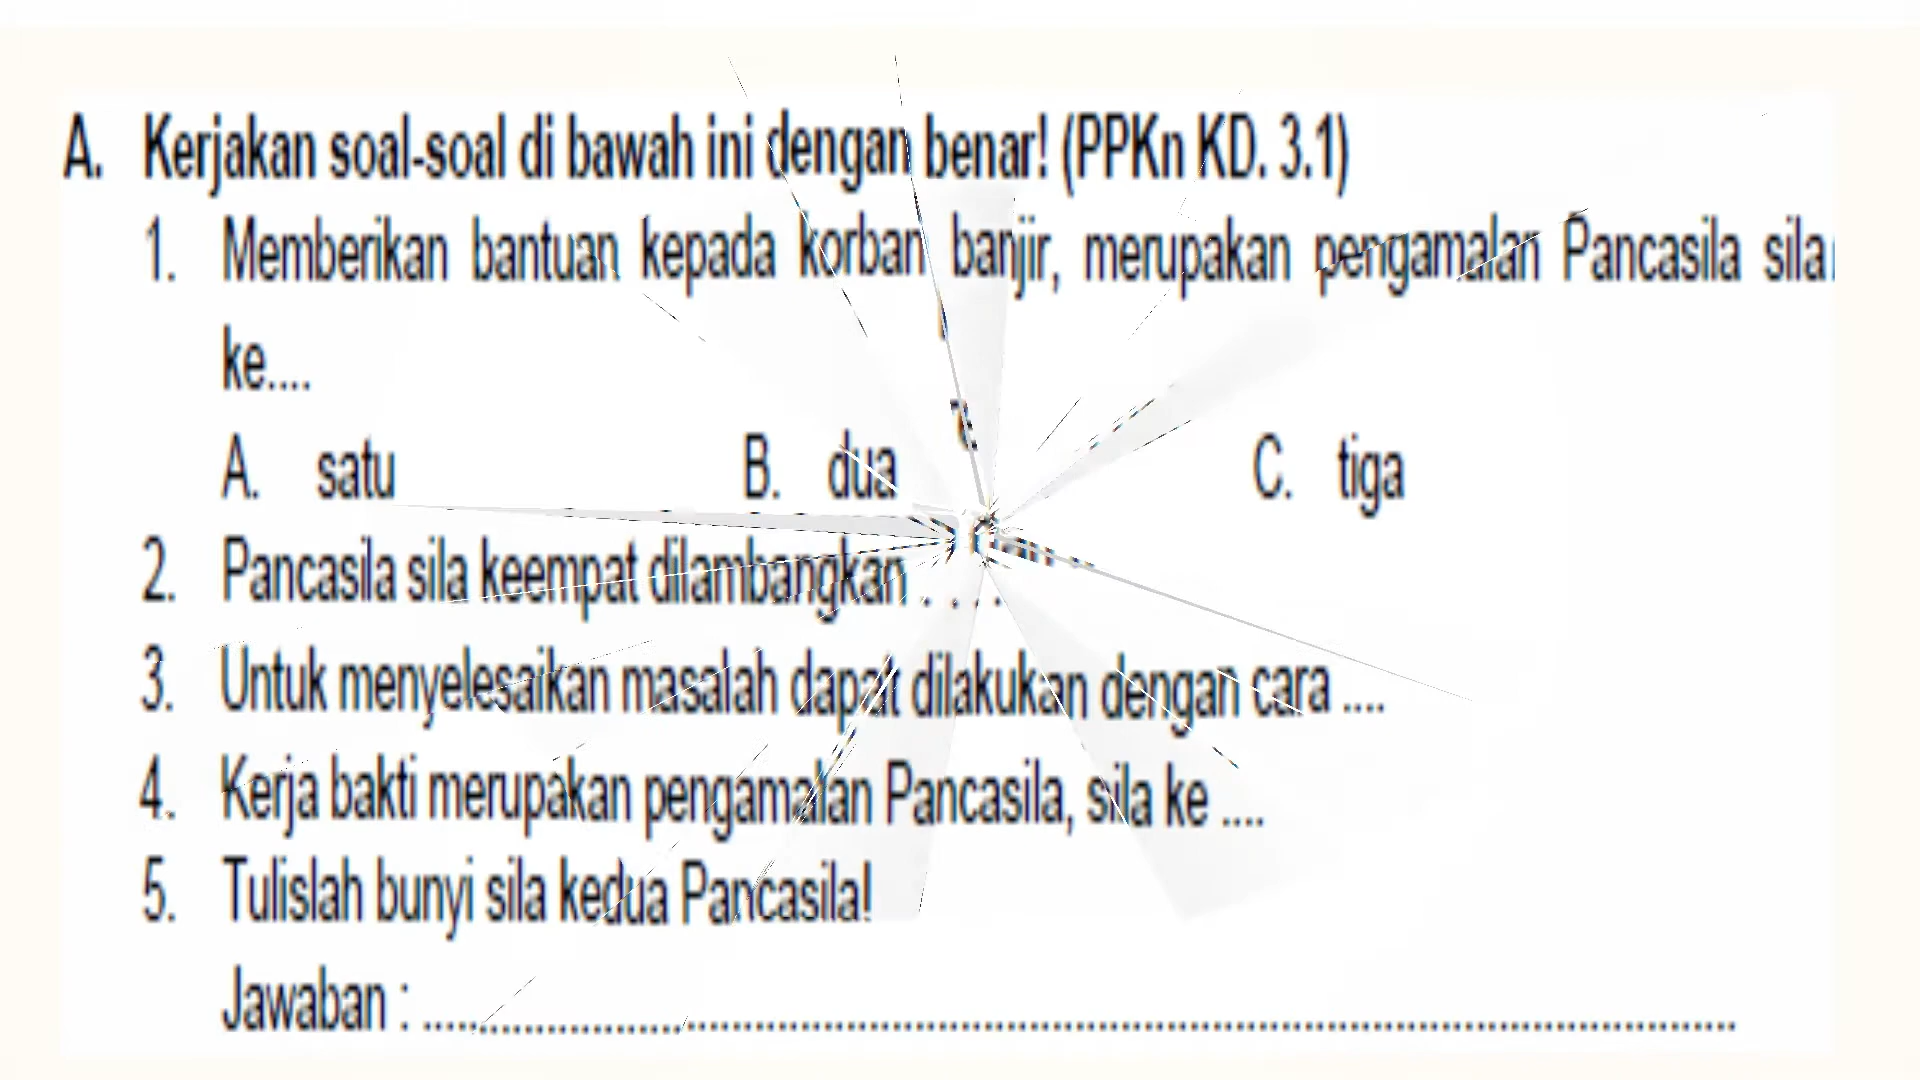 A. Kerjakan soal-soal di bawah ini dengan benar! (PPKn KD. 3.1)
1. Memberikan bantuan kepada korban banjir, merupakan pengamalan Pancasila sila
ke....
A. satu B. dua C. tiga
2. Pancasila sila keempat dilambangkan . . . .
3. Untuk menyelesaikan masalah dapat dilakukan dengan cara ....
4. Kerja bakti merupakan pengamalan Pancasila, sila ke ....
5. Tulislah bunyi sila kedua Pancasila!
Jawaban : ........................................................................................